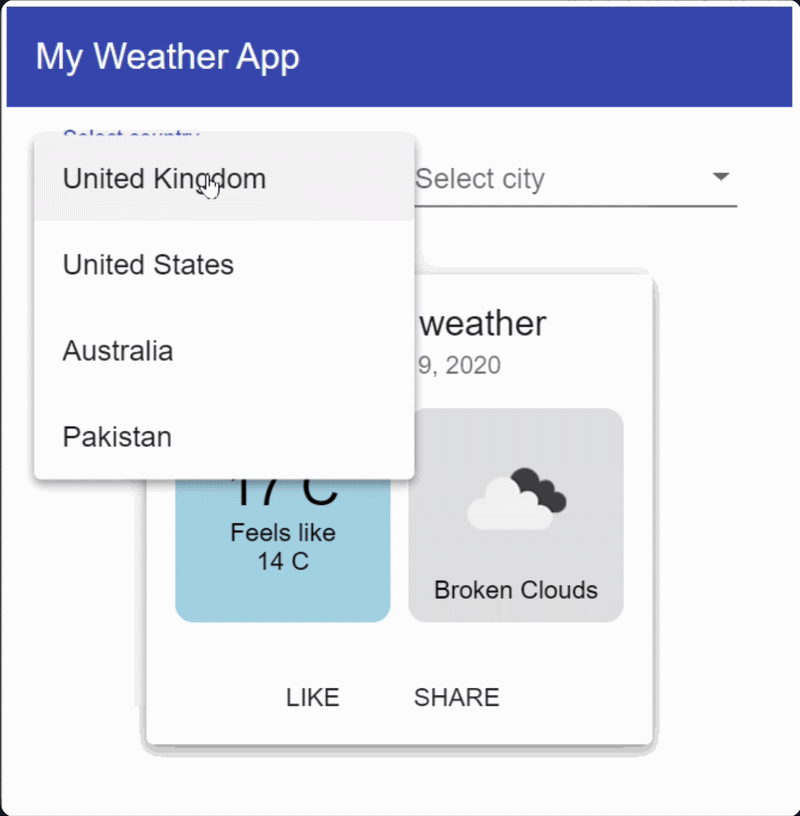 My Weather App
Select country
United Kingdom
Select city
United States
Australia
Pakistan
weather
9, 2020
17 C
Feels like
14 C
Broken Clouds
LIKE
SHARE